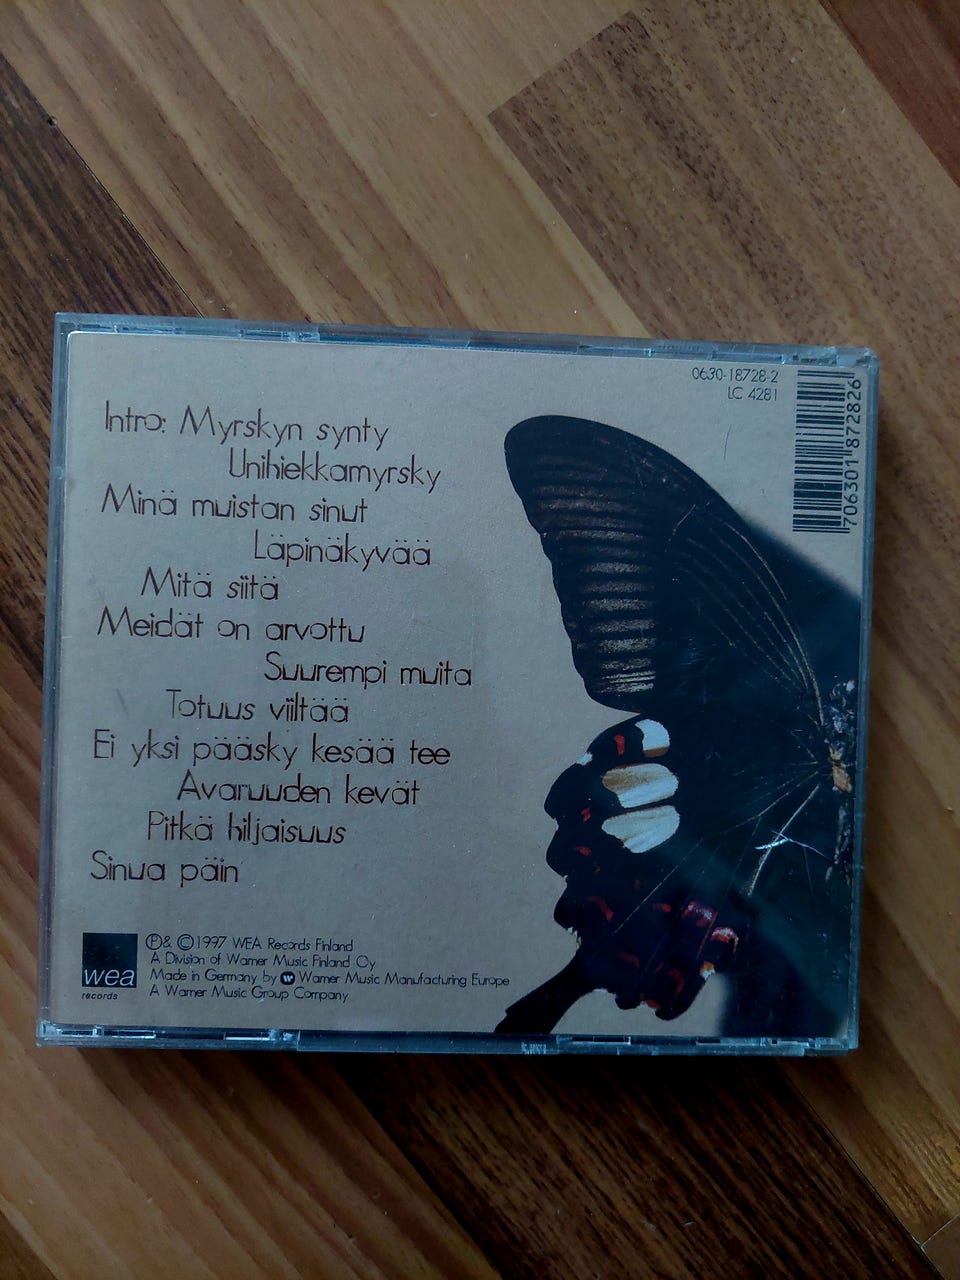 0630-18728-2
LC 4281
706301 872826
Intro: Myrskyn synty
Unihiekkamyrsky
Minä muistan sinut
Läpinäkyvää
Mitä siitä
Meidät on arvottu
Suurempi muita
Totuus viiltää
Ei yksi pääsky kesää tee
Avaruuden kevät
Pitkä hiljaisuus
Sinua päin
wea
records
Ⓟ& ©1997 WEA Records Finland
A Division of Warner Music Finland Oy
Made in Germany by W Warner Music Manufacturing Europe
A Warner Music Group Company